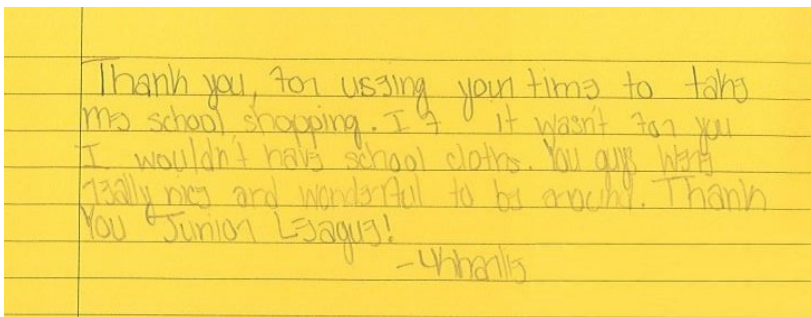 Thank you, for useing your time to take
me school shopping. If it wasn't for you
I wouldn't have school cloths. You guys were
really nice and wonderful to be around. Thank
You Junior League!